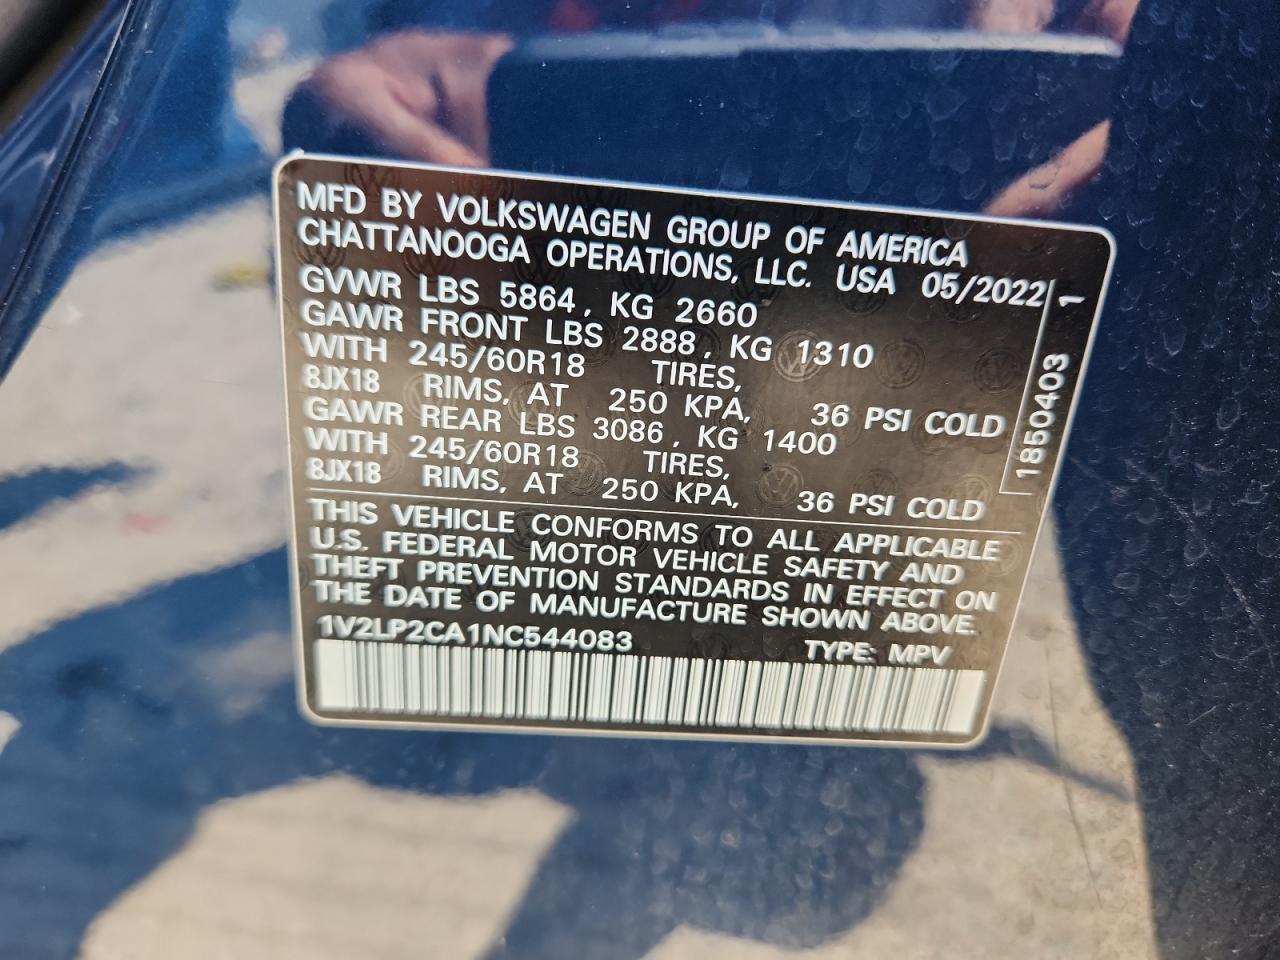 MFD BY VOLKSWAGEN GROUP OF AMERICA
CHATTANOOGA OPERATIONS, LLC. USA 05/2022
GVWR LBS 5864, KG 2660
GAWR FRONT LBS 2888, KG 1310
WITH 245/60R18 TIRES,
8JX18 RIMS, AT 250 KPA, 36 PSI COLD
GAWR REAR LBS 3086, KG 1400
WITH 245/60R18 TIRES,
8JX18 RIMS, AT 250 KPA, 36 PSI COLD
1850403 1
THIS VEHICLE CONFORMS TO ALL APPLICABLE
U.S. FEDERAL MOTOR VEHICLE SAFETY AND
THEFT PREVENTION STANDARDS IN EFFECT ON
THE DATE OF MANUFACTURE SHOWN ABOVE.
1V2LP2CA1NC544083 TYPE: MPV